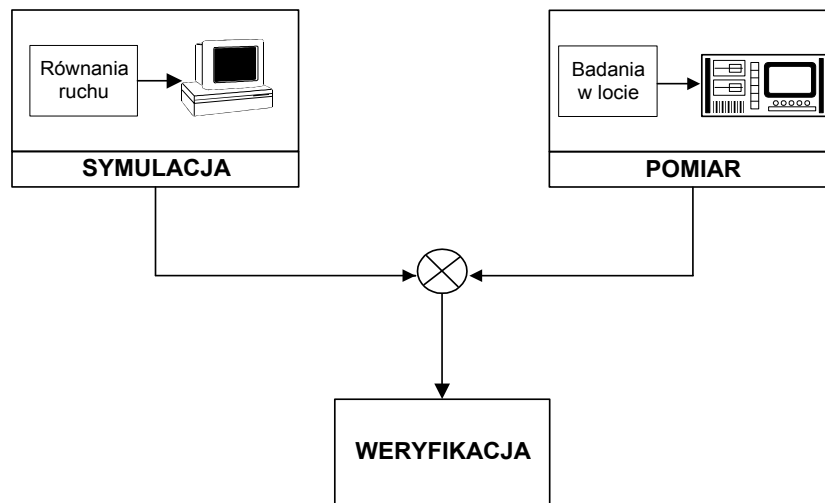 Równania
ruchu
SYMULACJA
Badania
w locie
POMIAR
WERYFIKACJA